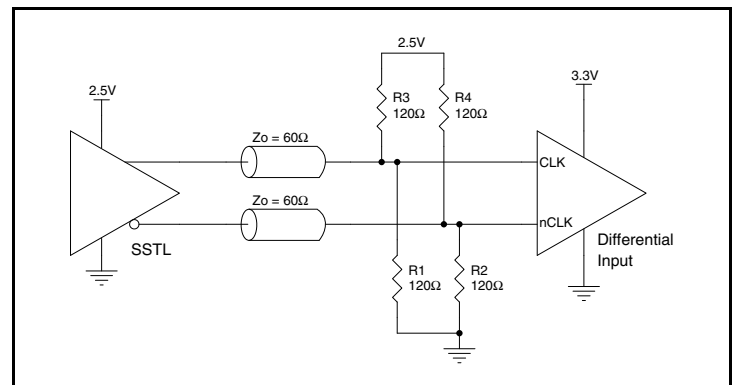 2.5V
3.3V
2.5V
R3
120Ω
R4
120Ω
Zo = 60Ω
CLK
Zo = 60Ω
nCLK
SSTL
Differential
Input
R1
120Ω
R2
120Ω